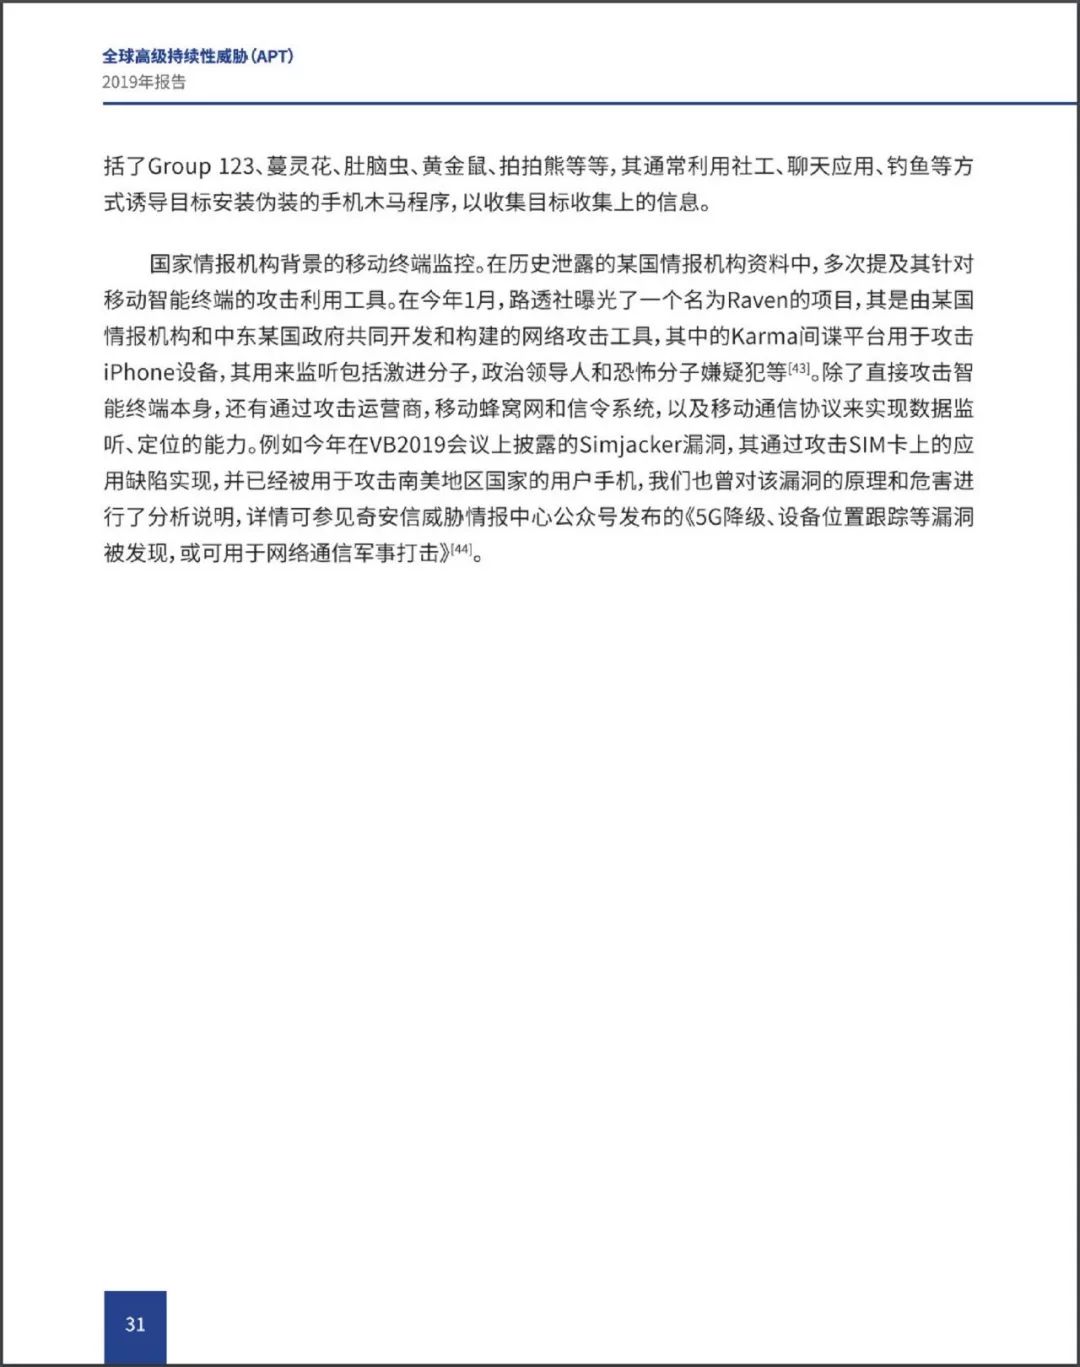 全球高级持续性威胁（APT）
2019年报告
括了Group 123、蔓灵花、肚脑虫、黄金鼠、拍拍熊等等，其通常利用社工、聊天应用、钓鱼等方
式诱导目标安装伪装的手机木马程序，以收集目标收集上的信息。
国家情报机构背景的移动终端监控。在历史泄露的某国情报机构资料中，多次提及其针对
移动智能终端的攻击利用工具。在今年1月，路透社曝光了一个名为Raven的项目，其是由某国
情报机构和中东某国政府共同开发和构建的网络攻击工具，其中的Karma间谍平台用于攻击
iPhone设备，其用来监听包括激进分子，政治领导人和恐怖分子嫌疑犯等[43]。除了直接攻击智
能终端本身，还有通过攻击运营商，移动蜂窝网和信令系统，以及移动通信协议来实现数据监
听、定位的能力。例如今年在VB2019会议上披露的Simjacker漏洞，其通过攻击SIM卡上的应
用缺陷实现，并已经被用于攻击南美地区国家的用户手机，我们也曾对该漏洞的原理和危害进
行了分析说明，详情可参见奇安信威胁情报中心公众号发布的《5G降级、设备位置跟踪等漏洞
被发现，或可用于网络通信军事打击》[44]。
31